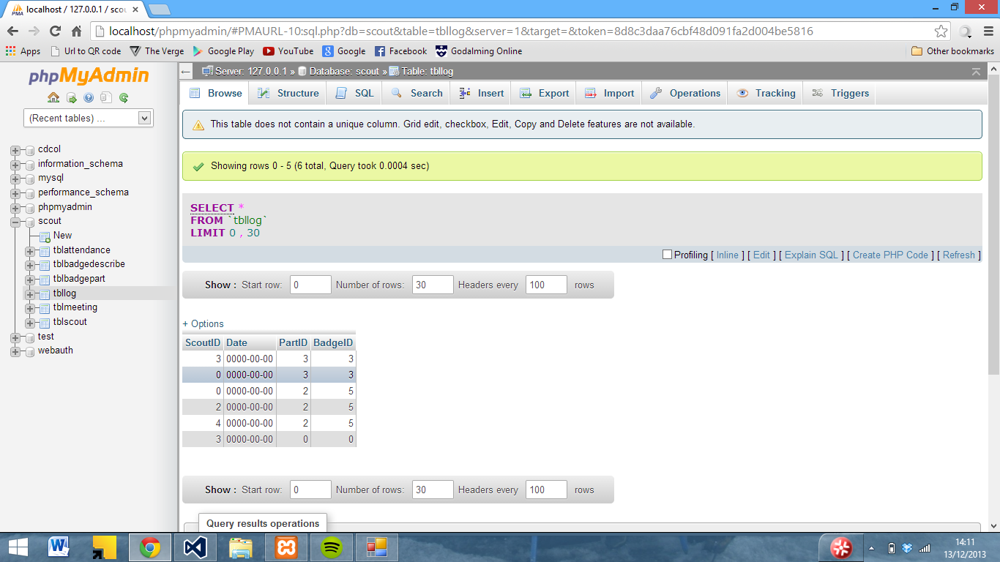 localhost / 127.0.0.1 / scou
localhost/phpmyadmin/#PMAURL-10:sql.php?db=scout&table=tbllog&server=1&target=&token=8d8c3daa76cbf48d091fa2d004be5816
Apps Url to QR code The Verge Google Play YouTube Google Facebook Godalming Online Other bookmarks
phpMyAdmin
(Recent tables) ...
cdcol
information_schema
mysql
performance_schema
phpmyadmin
scout
New
tblattendance
tblbadgedescribe
tblbadgepart
tbllog
tblmeeting
tblscout
test
webauth
Server: 127.0.0.1 » Database: scout » Table: tbllog
Browse Structure SQL Search Insert Export Import Operations Tracking Triggers
This table does not contain a unique column. Grid edit, checkbox, Edit, Copy and Delete features are not available.
Showing rows 0 - 5 (6 total, Query took 0.0004 sec)
SELECT *
FROM `tbllog`
LIMIT 0 , 30
Profiling [ Inline ] [ Edit ] [ Explain SQL ] [ Create PHP Code ] [ Refresh ]
Show : Start row: 0 Number of rows: 30 Headers every 100 rows
+ Options
ScoutID Date PartID BadgeID
3 0000-00-00 3 3
0 0000-00-00 3 3
0 0000-00-00 2 5
2 0000-00-00 2 5
4 0000-00-00 2 5
3 0000-00-00 0 0
Show : Start row: 0 Number of rows: 30 Headers every 100 rows
Query results operations
14:11
13/12/2013